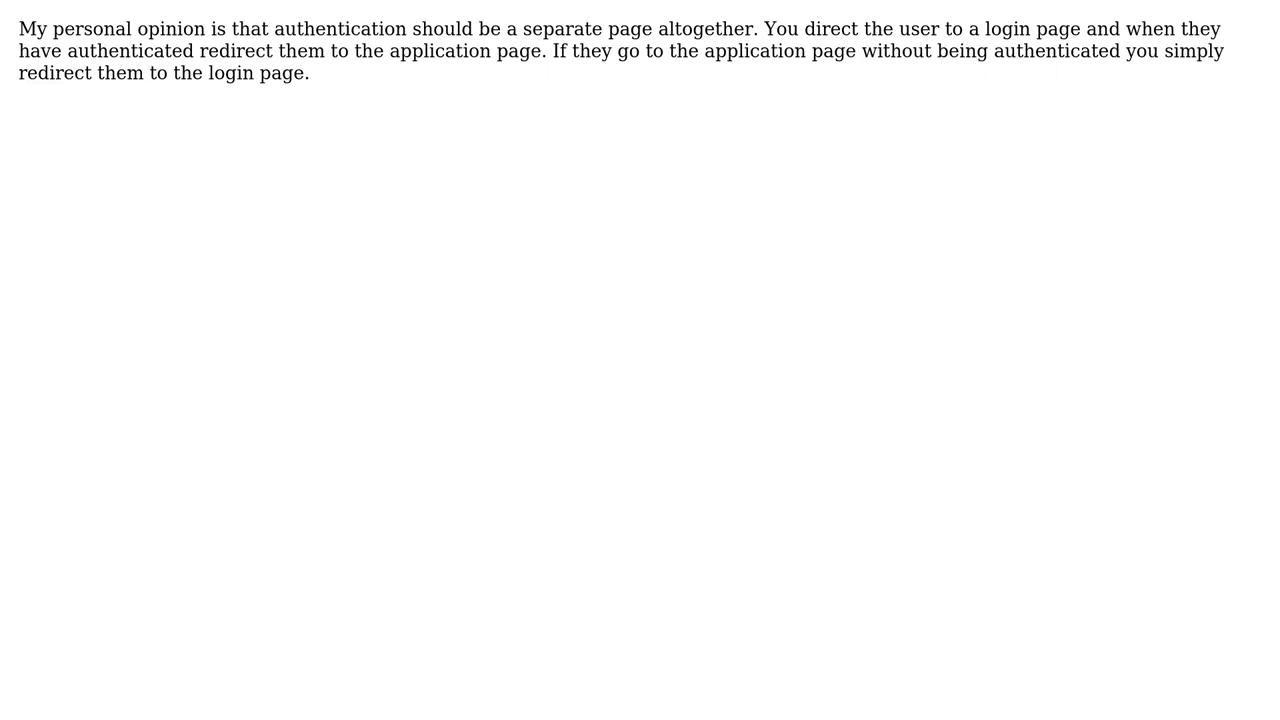 My personal opinion is that authentication should be a separate page altogether. You direct the user to a login page and when they
have authenticated redirect them to the application page. If they go to the application page without being authenticated you simply
redirect them to the login page.